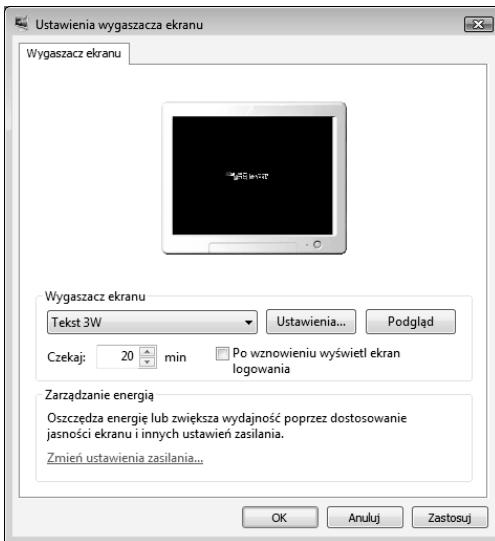 Ustawienia wygaszacza ekranu
Wygaszacz ekranu
Wygaszacz ekranu
Tekst 3W
Ustawienia...
Podgląd
Czekaj: 20 min
Po wznowieniu wyświetl ekran
logowania
Zarządzanie energią
Oszczędza energię lub zwiększa wydajność poprzez dostosowanie
jasności ekranu i innych ustawień zasilania.
Zmień ustawienia zasilania...
OK
Anuluj
Zastosuj